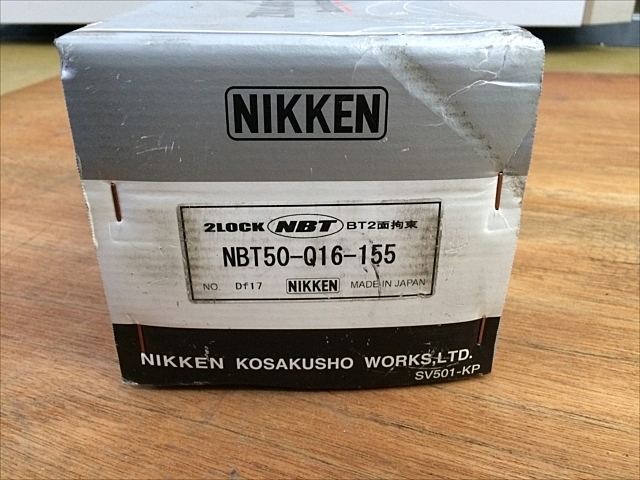 NIKKEN
2LOCK NBT BT2面拘束
NBT50-Q16-155
NO. Df17 NIKKEN MADE IN JAPAN
NIKKEN KOSAKUSHO WORKS,LTD.
SV501-KP